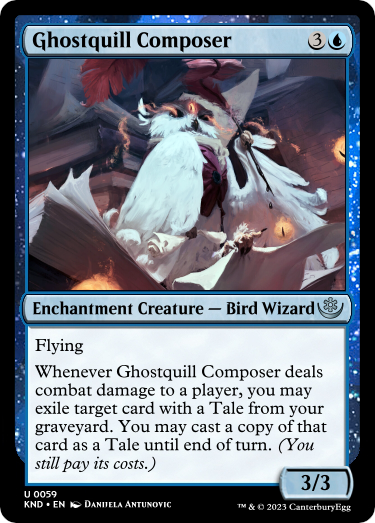 Ghostquill Composer 3
Enchantment Creature — Bird Wizard
Flying
Whenever Ghostquill Composer deals
combat damage to a player, you may
exile target card with a Tale from your
graveyard. You may cast a copy of that
card as a Tale until end of turn. (You
still pay its costs.)
3/3
U 0059
KND • EN Danijela Antunovic
™ & © 2023 CanterburyEgg